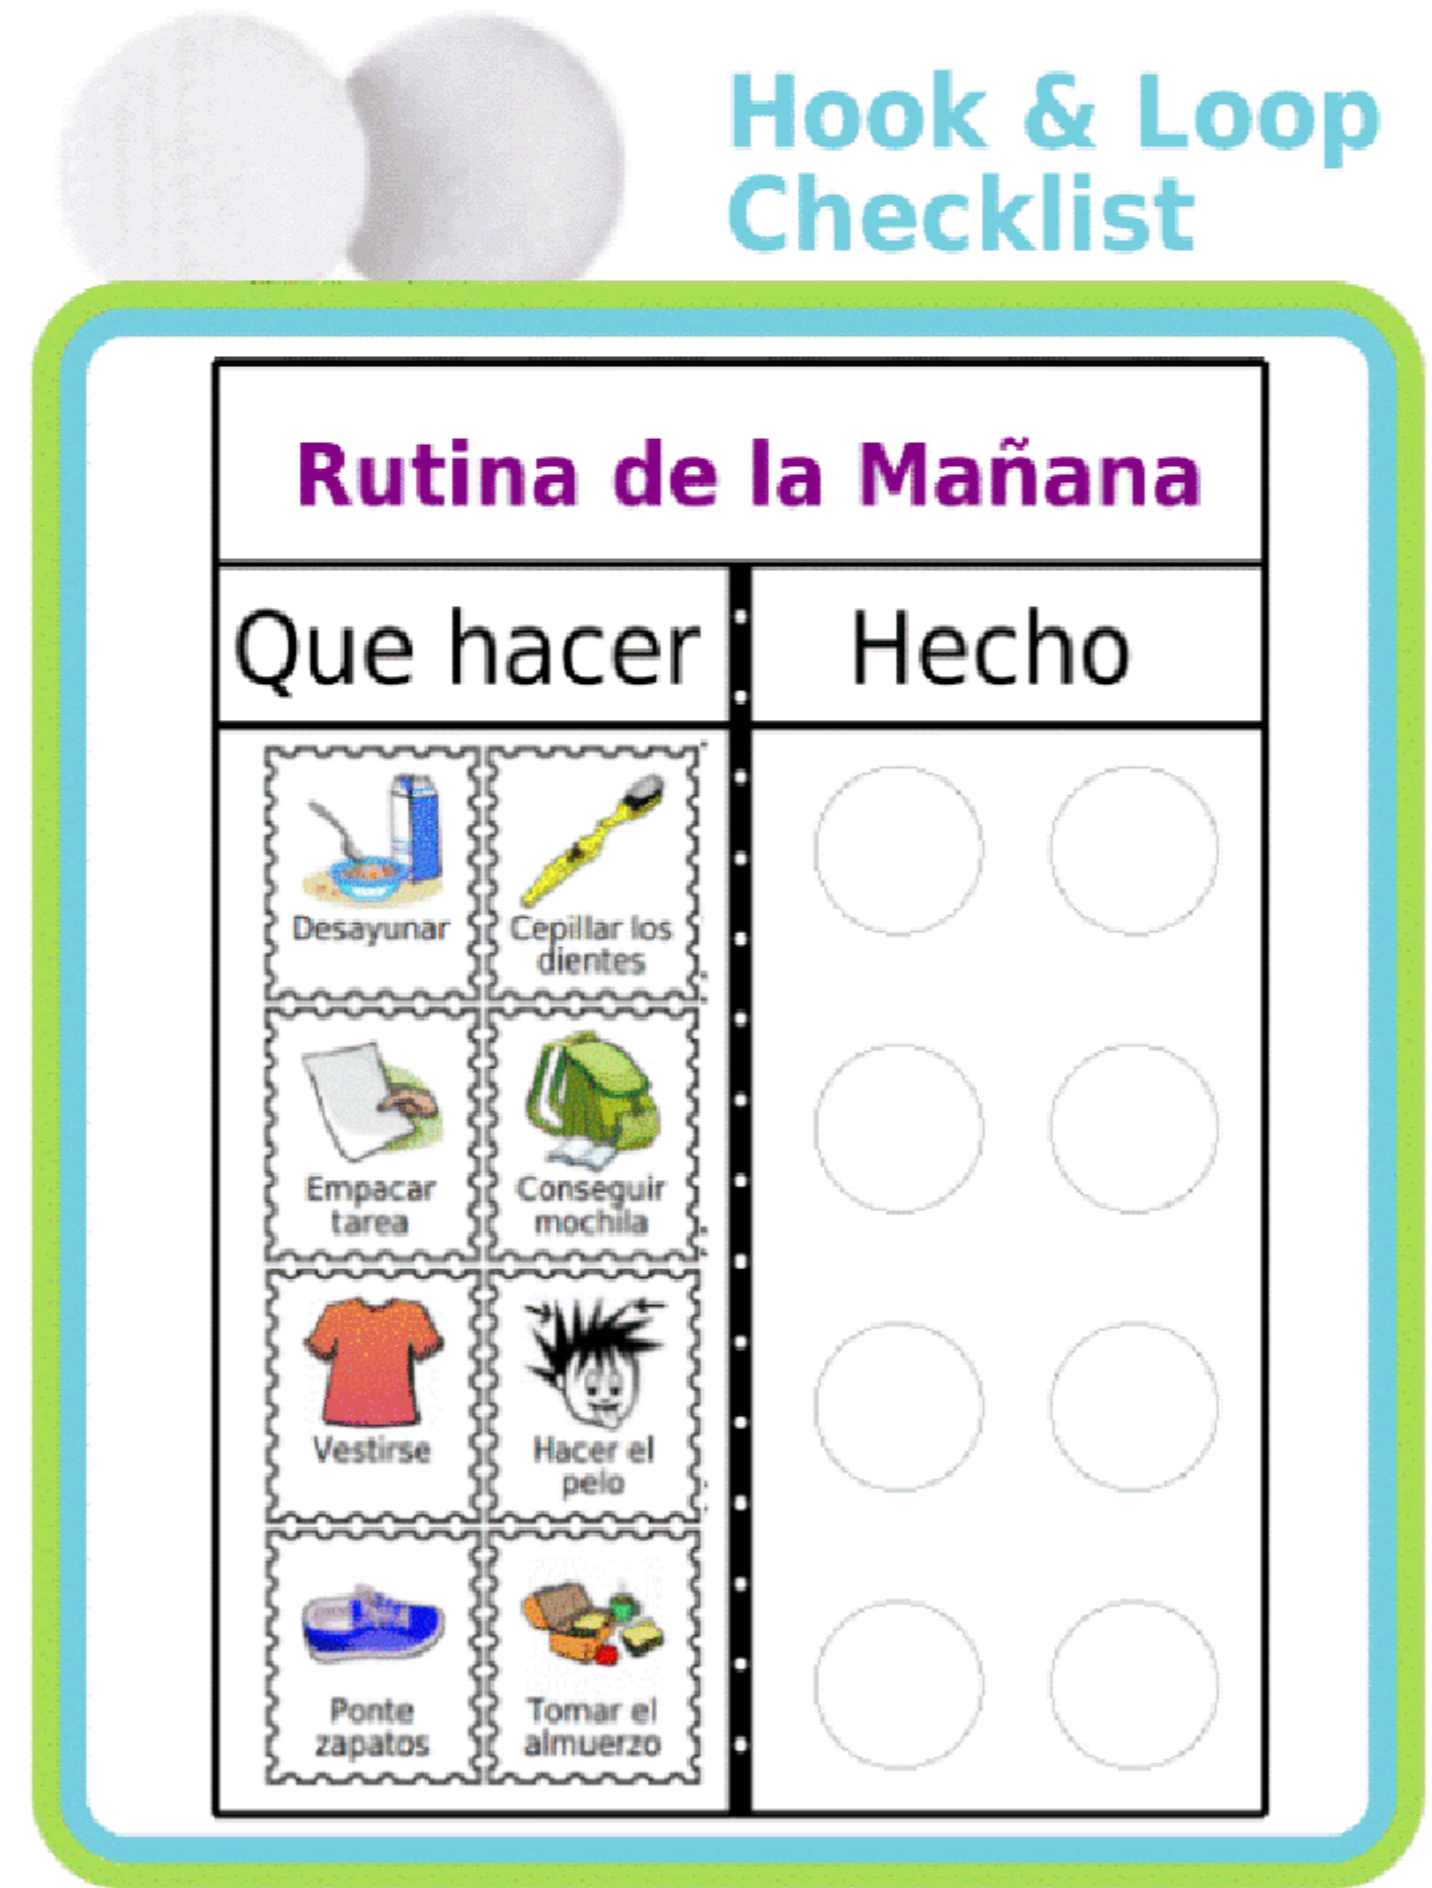 Hook & Loop
Checklist
Rutina de la Mañana
Que hacer
Hecho
Desayunar
Cepillar los
dientes
Empacar
tarea
Conseguir
mochila
Vestirse
Hacer el
pelo
Ponte
zapatos
Tomar el
almuerzo